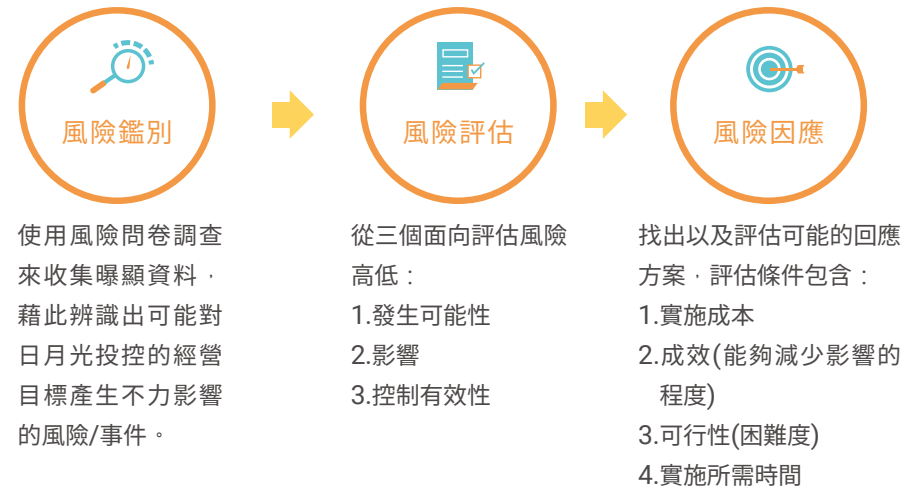 風險鑑別
使用風險問卷調查
來收集曝顯資料，
藉此辨識出可能對
日月光投控的經營
目標產生不力影響
的風險/事件。
風險評估
從三個面向評估風險
高低：
1.發生可能性
2.影響
3.控制有效性
風險因應
找出以及評估可能的回應
方案，評估條件包含：
1.實施成本
2.成效(能夠減少影響的
程度)
3.可行性(困難度)
4.實施所需時間